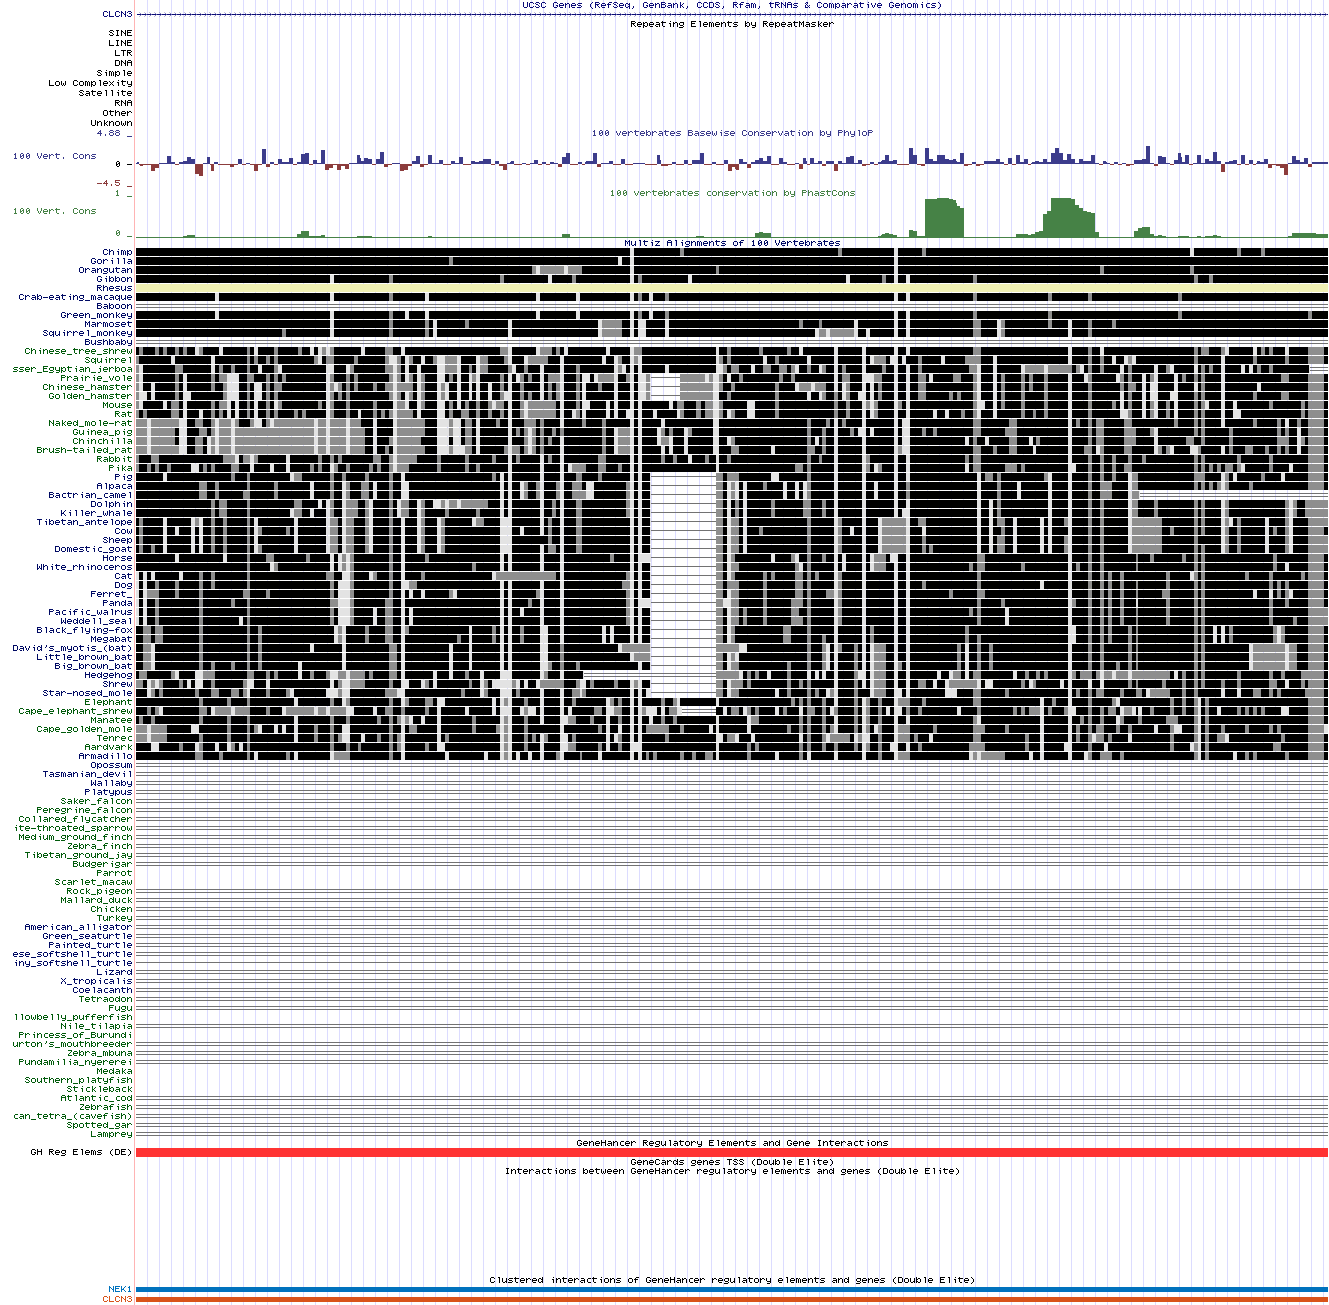 UCSC Genes (RefSeq, GenBank, CCDS, Rfam, tRNAs & Comparative Genomics)
CLCN3
Repeating Elements by RepeatMasker
SINE
LINE
LTR
DNA
Simple
Low Complexity
Satellite
RNA
Other
Unknown
4.88 _
100 vertebrates Basewise Conservation by PhyloP
100 Vert. Cons
0 -
-4.5 _
100 vertebrates conservation by PhastCons
1 _
100 Vert. Cons
0 _
Multiz Alignments of 100 Vertebrates
Chimp
Gorilla
Orangutan
Gibbon
Rhesus
Crab-eating_macaque
Baboon
Green_monkey
Marmoset
Squirrel_monkey
Bushbaby
Chinese_tree_shrew
Squirrel
sser_Egyptian_jerboa
Prairie_vole
Chinese_hamster
Golden_hamster
Mouse
Rat
Naked_mole-rat
Guinea_pig
Chinchilla
Brush-tailed_rat
Rabbit
Pika
Pig
Alpaca
Bactrian_camel
Dolphin
Killer_whale
Tibetan_antelope
Cow
Sheep
Domestic_goat
Horse
White_rhinoceros
Cat
Dog
Ferret_
Panda
Pacific_walrus
Weddell_seal
Black_flying-fox
Megabat
David's_myotis_(bat)
Little_brown_bat
Big_brown_bat
Hedgehog
Shrew
Star-nosed_mole
Elephant
Cape_elephant_shrew
Manatee
Cape_golden_mole
Tenrec
Aardvark
Armadillo
Opossum
Tasmanian_devil
Wallaby
Platypus
Saker_falcon
Peregrine_falcon
Collared_flycatcher
ite-throated_sparrow
Medium_ground_finch
Zebra_finch
Tibetan_ground_jay
Budgerigar
Parrot
Scarlet_macaw
Rock_pigeon
Mallard_duck
Chicken
Turkey
American_alligator
Green_seaturtle
Painted_turtle
ese_softshell_turtle
iny_softshell_turtle
Lizard
X_tropicalis
Coelacanth
Tetraodon
Fugu
llowbelly_pufferfish
Nile_tilapia
Princess_of_Burundi
urton's_mouthbreeder
Zebra_mbuna
Pundamilia_nyererei
Medaka
Southern_platyfish
Stickleback
Atlantic_cod
Zebrafish
can_tetra_(cavefish)
Spotted_gar
Lamprey
GeneHancer Regulatory Elements and Gene Interactions
GH Reg Elems (DE)
GeneCards genes TSS (Double Elite)
Interactions between GeneHancer regulatory elements and genes (Double Elite)
Clustered interactions of GeneHancer regulatory elements and genes (Double Elite)
NEK1
CLCN3